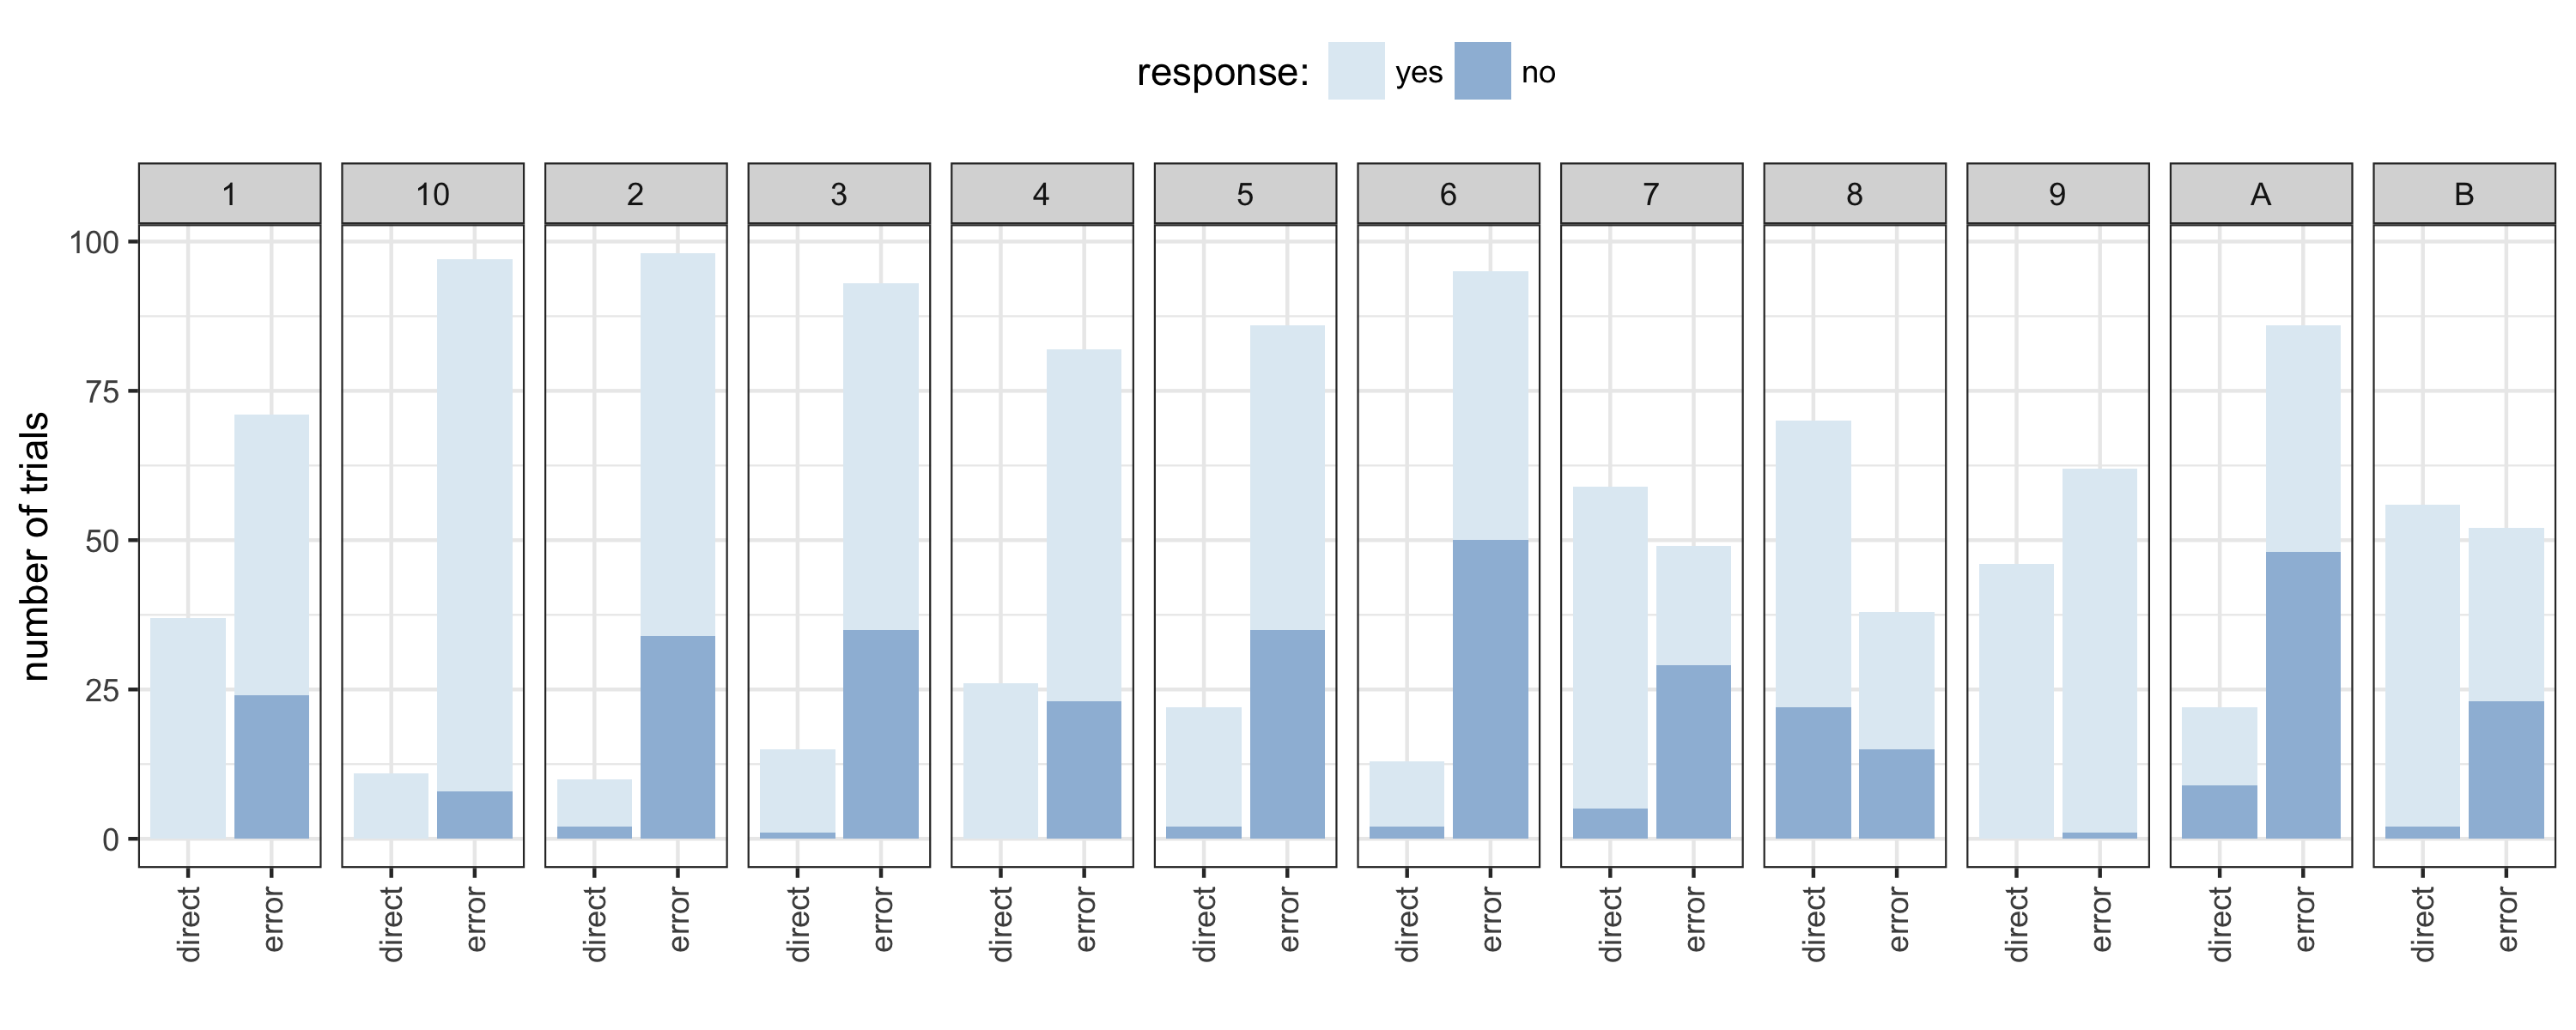 response: yes no
1 10 2 3 4 5 6 7 8 9 A B
number of trials
100
75
50
25
0
direct error direct error direct error direct error direct error direct error direct error direct error direct error direct error direct error direct error